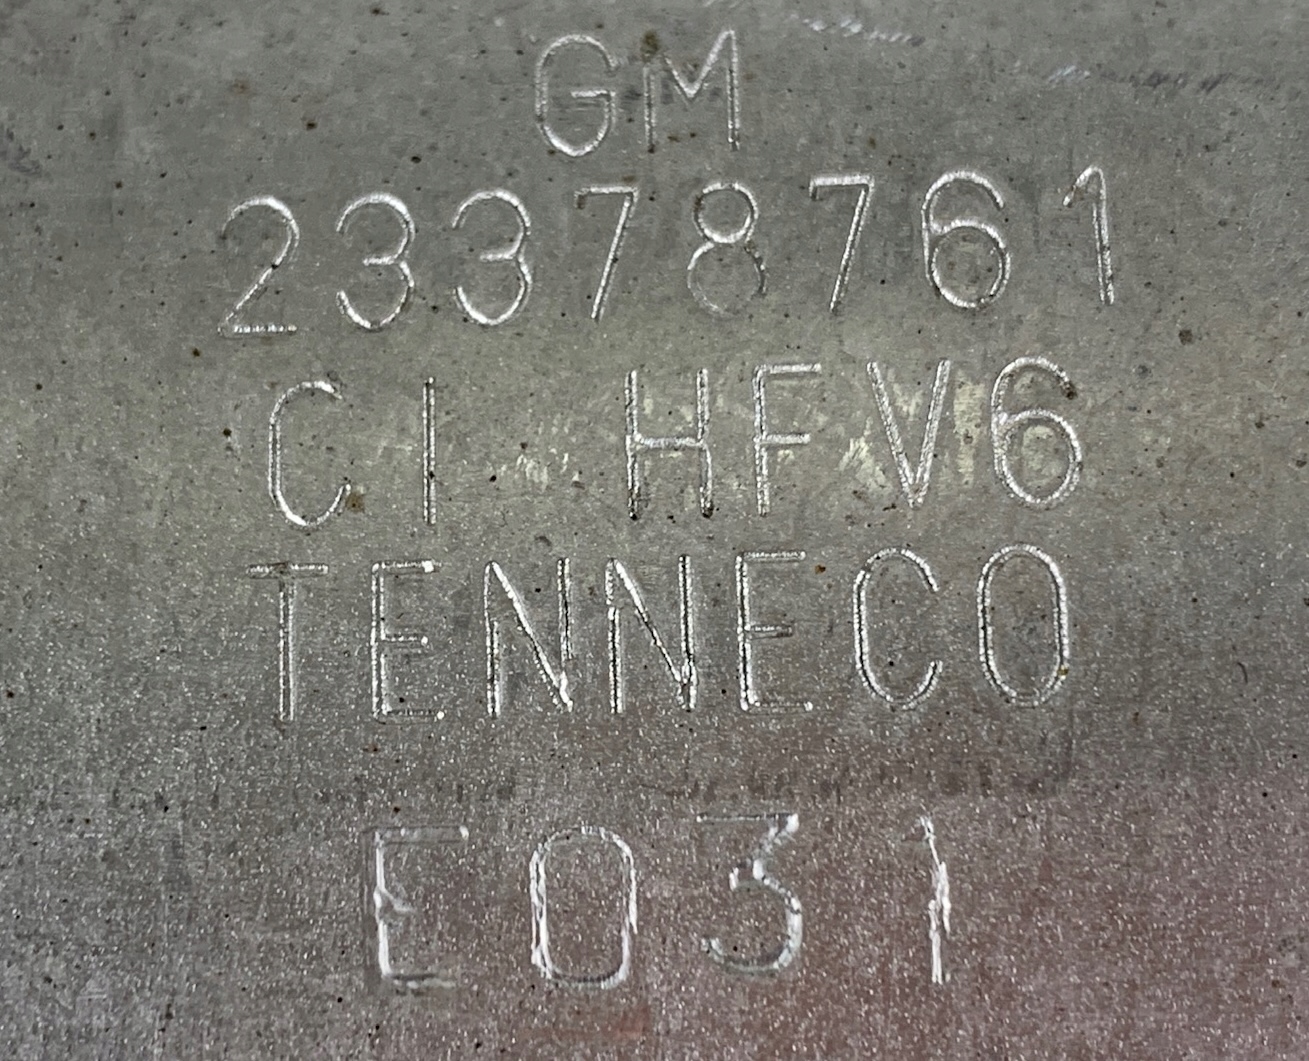 GM
23378761
CI HFV6
TENNECO
E031